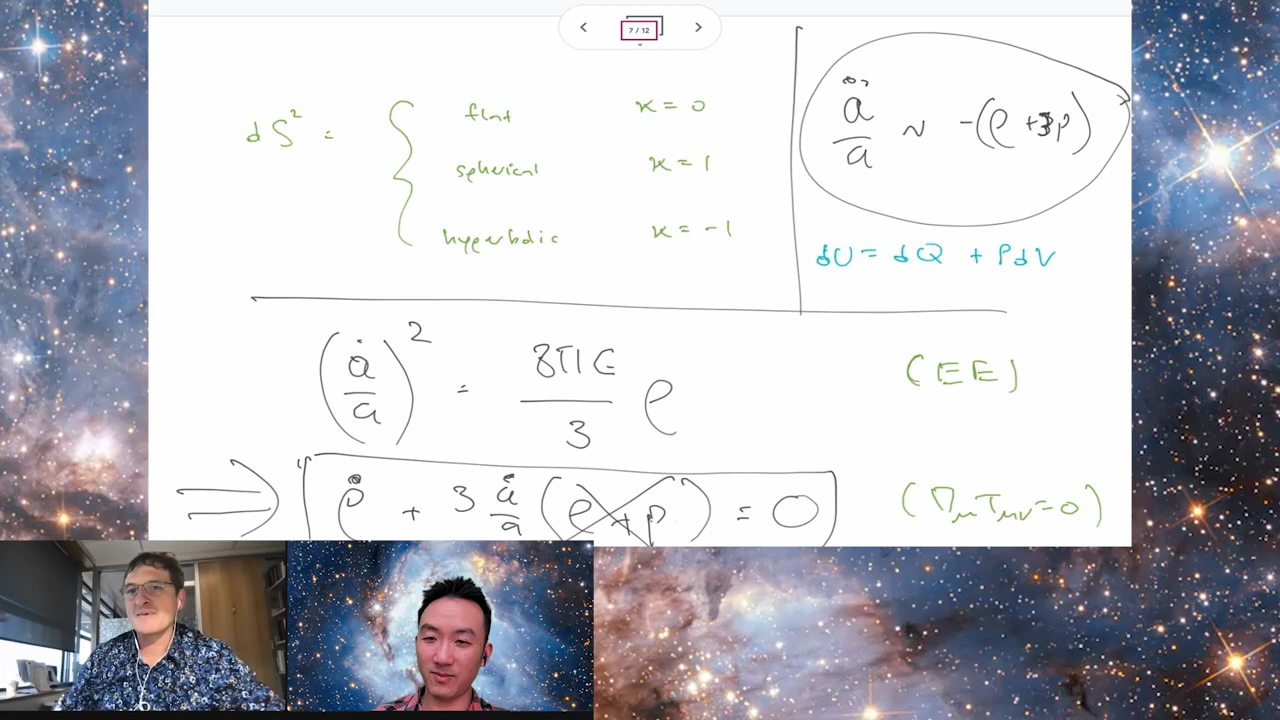 7 / 12
dS² = { flat κ = 0
spherical κ = 1
hyperbolic κ = -1
ä/a ~ -(ρ + 3p)
dU = dQ + PdV
(ȧ/a)² = 8πG/3 ρ (EE)
⇒ ρ̇ + 3 ȧ/a (ρ + p) = 0 (∇μTμν=0)